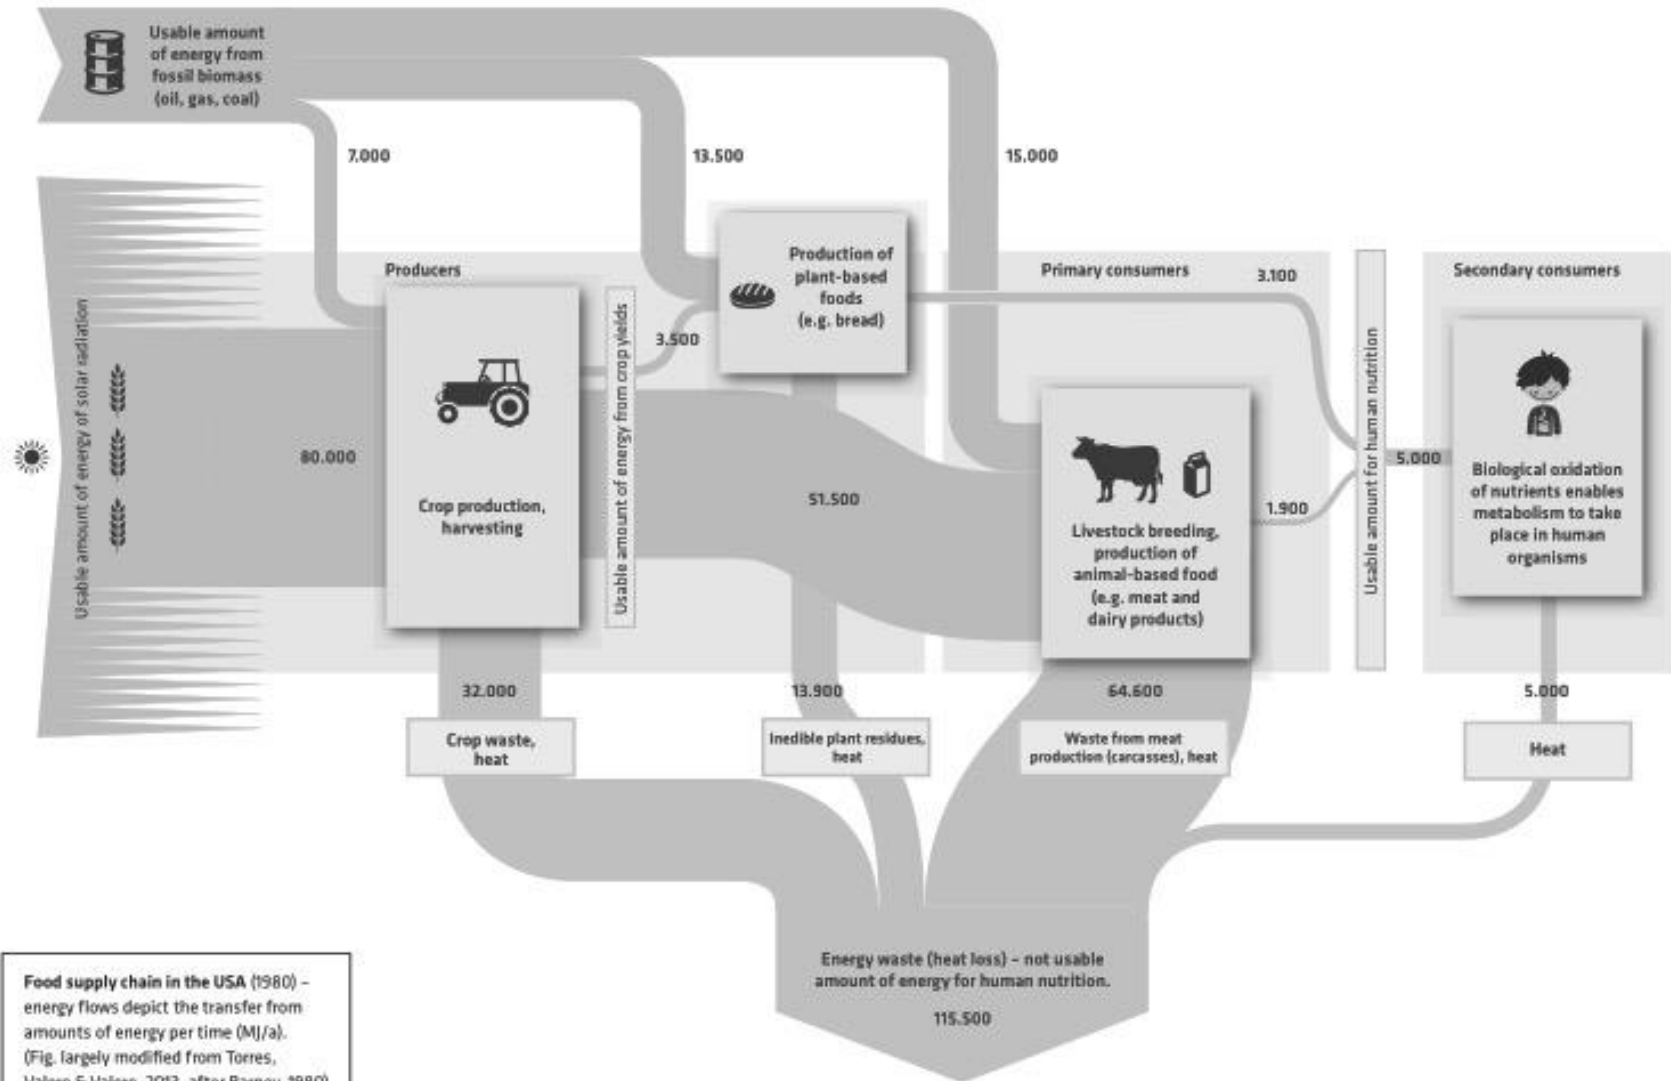 Usable amount
of energy from
fossil biomass
(oil, gas, coal)
7.000
13.500
15.000
Usable amount of energy of solar radiation
80.000
Producers
Crop production,
harvesting
Usable amount of energy from crop yields
3.500
Production of
plant-based
foods
(e.g. bread)
51.500
Primary consumers
3.100
Livestock breeding,
production of
animal-based food
(e.g. meat and
dairy products)
1.900
Usable amount for human nutrition
5.000
Secondary consumers
Biological oxidation
of nutrients enables
metabolism to take
place in human
organisms
32.000
Crop waste,
heat
13.900
Inedible plant residues,
heat
64.600
Waste from meat
production (carcasses), heat
5.000
Heat
Energy waste (heat loss) – not usable
amount of energy for human nutrition.
115.500
Food supply chain in the USA (1980) –
energy flows depict the transfer from
amounts of energy per time (MJ/a).
(Fig. largely modified from Torres,
Valero & Valero, 2013, after Barney, 1980)